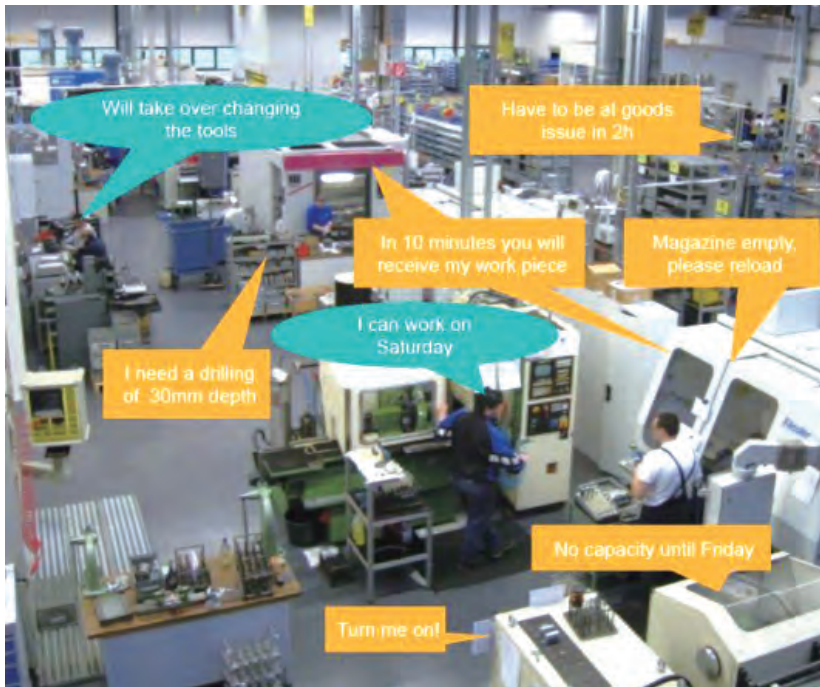 Will take over changing
the tools
Have to be at goods
issue in 2h
In 10 minutes you will
receive my work piece
Magazine empty,
please reload
I can work on
Saturday
I need a drilling
of 30mm depth
No capacity until Friday
Turn me on!